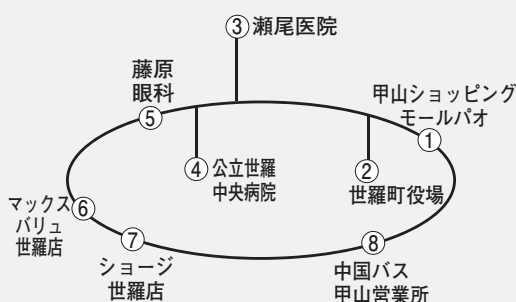 ③瀬尾医院
藤原
眼科
⑤
甲山ショッピング
モールパオ
①
④
公立世羅
中央病院
②
世羅町役場
⑥
マックス
バリュ
世羅店
⑦
ショージ
世羅店
⑧
中国バス
甲山営業所